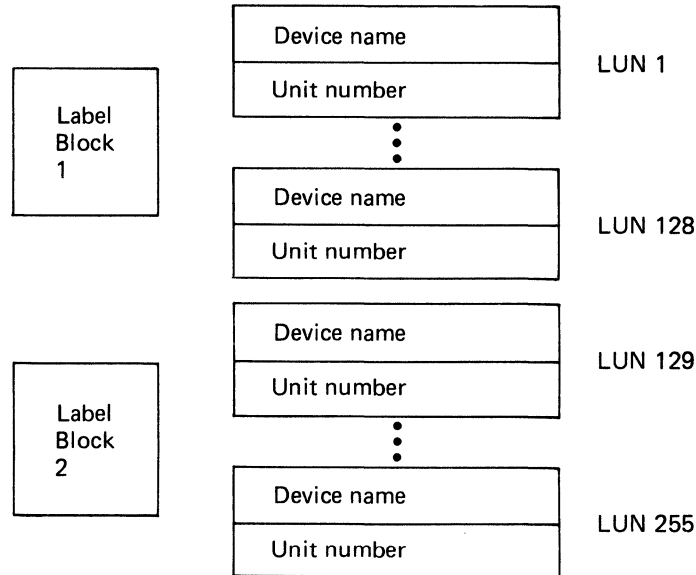 Device name
LUN 1
Unit number
Label
Block
1
Device name
LUN 128
Unit number
Device name
LUN 129
Unit number
Label
Block
2
Device name
LUN 255
Unit number